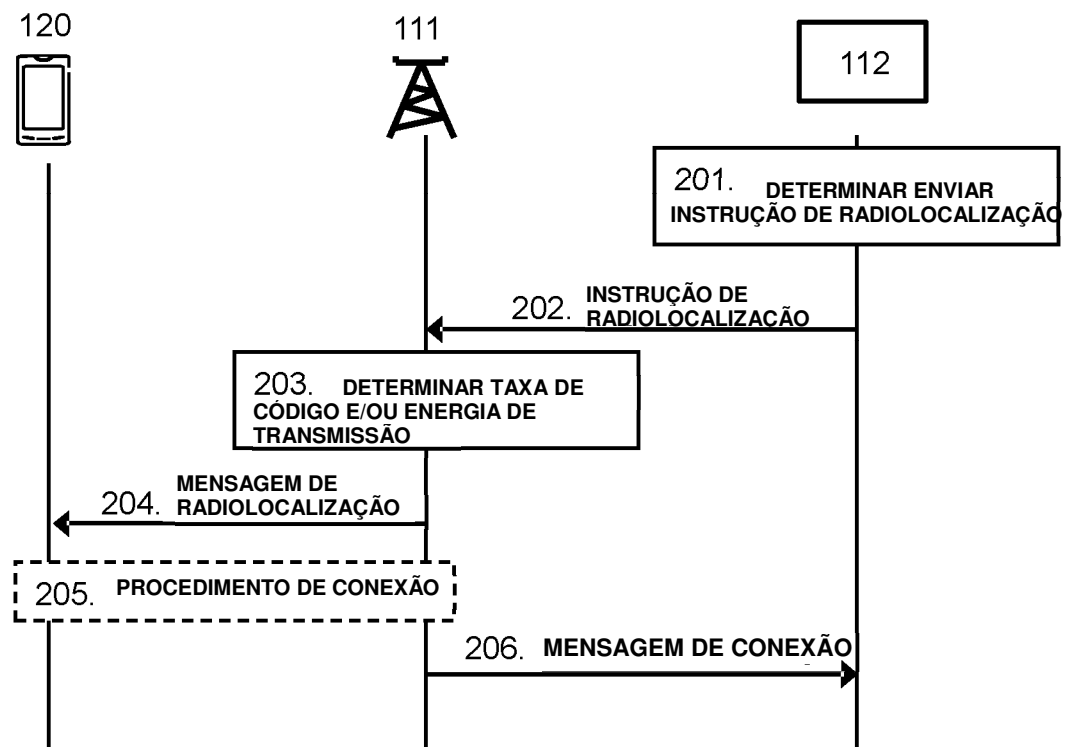 120
111
112
201. DETERMINAR ENVIAR
INSTRUÇÃO DE RADIOLOCALIZAÇÃO
202. INSTRUÇÃO DE
RADIOLOCALIZAÇÃO
203. DETERMINAR TAXA DE
CÓDIGO E/OU ENERGIA DE
TRANSMISSÃO
204. MENSAGEM DE
RADIOLOCALIZAÇÃO
205. PROCEDIMENTO DE CONEXÃO
206. MENSAGEM DE CONEXÃO